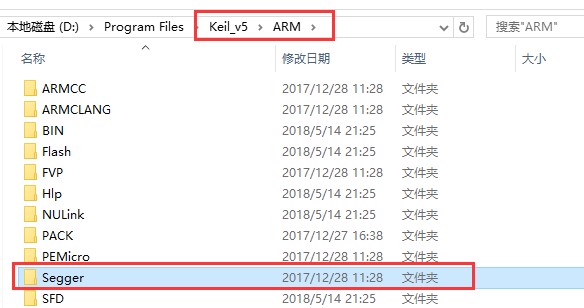 本地磁盘 (D:) > Program Files > Keil_v5 > ARM > 搜索"ARM"
名称 修改日期 类型 大小
ARMCC 2017/12/28 11:28 文件夹
ARMCLANG 2017/12/28 11:28 文件夹
BIN 2018/5/14 21:25 文件夹
Flash 2018/5/14 21:25 文件夹
FVP 2017/12/28 11:28 文件夹
Hlp 2018/5/14 21:25 文件夹
NULink 2018/5/14 21:25 文件夹
PACK 2017/12/27 16:38 文件夹
PEMicro 2017/12/28 11:28 文件夹
Segger 2017/12/28 11:28 文件夹
SFD 2018/5/14 21:25 文件夹